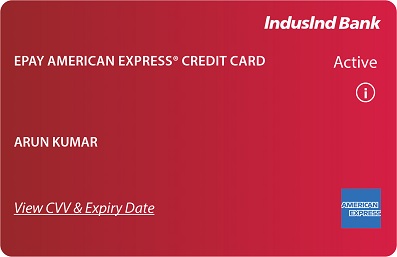 IndusInd Bank
EPAY AMERICAN EXPRESS® CREDIT CARD
Active
i
ARUN KUMAR
View CVV & Expiry Date
AMERICAN
EXPRESS